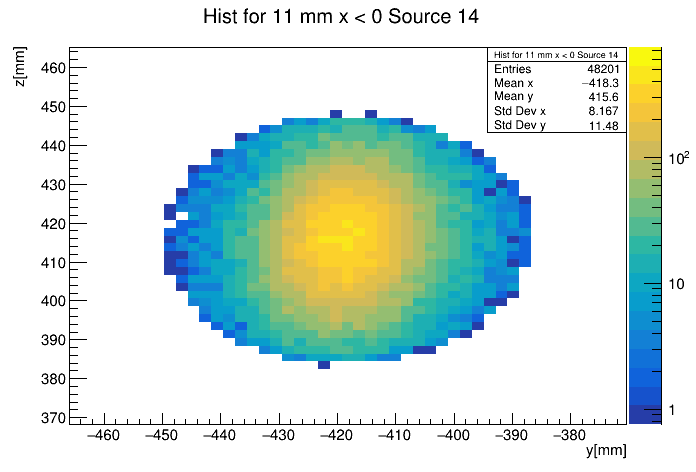 Hist for 11 mm x < 0 Source 14
z[mm]
Hist for 11 mm x < 0 Source 14
Entries 48201
Mean x −418.3
Mean y 415.6
Std Dev x 8.167
Std Dev y 11.48
460
450
440
430
420
410
400
390
380
370
−460 −450 −440 −430 −420 −410 −400 −390 −380
y[mm]
10²
10
1